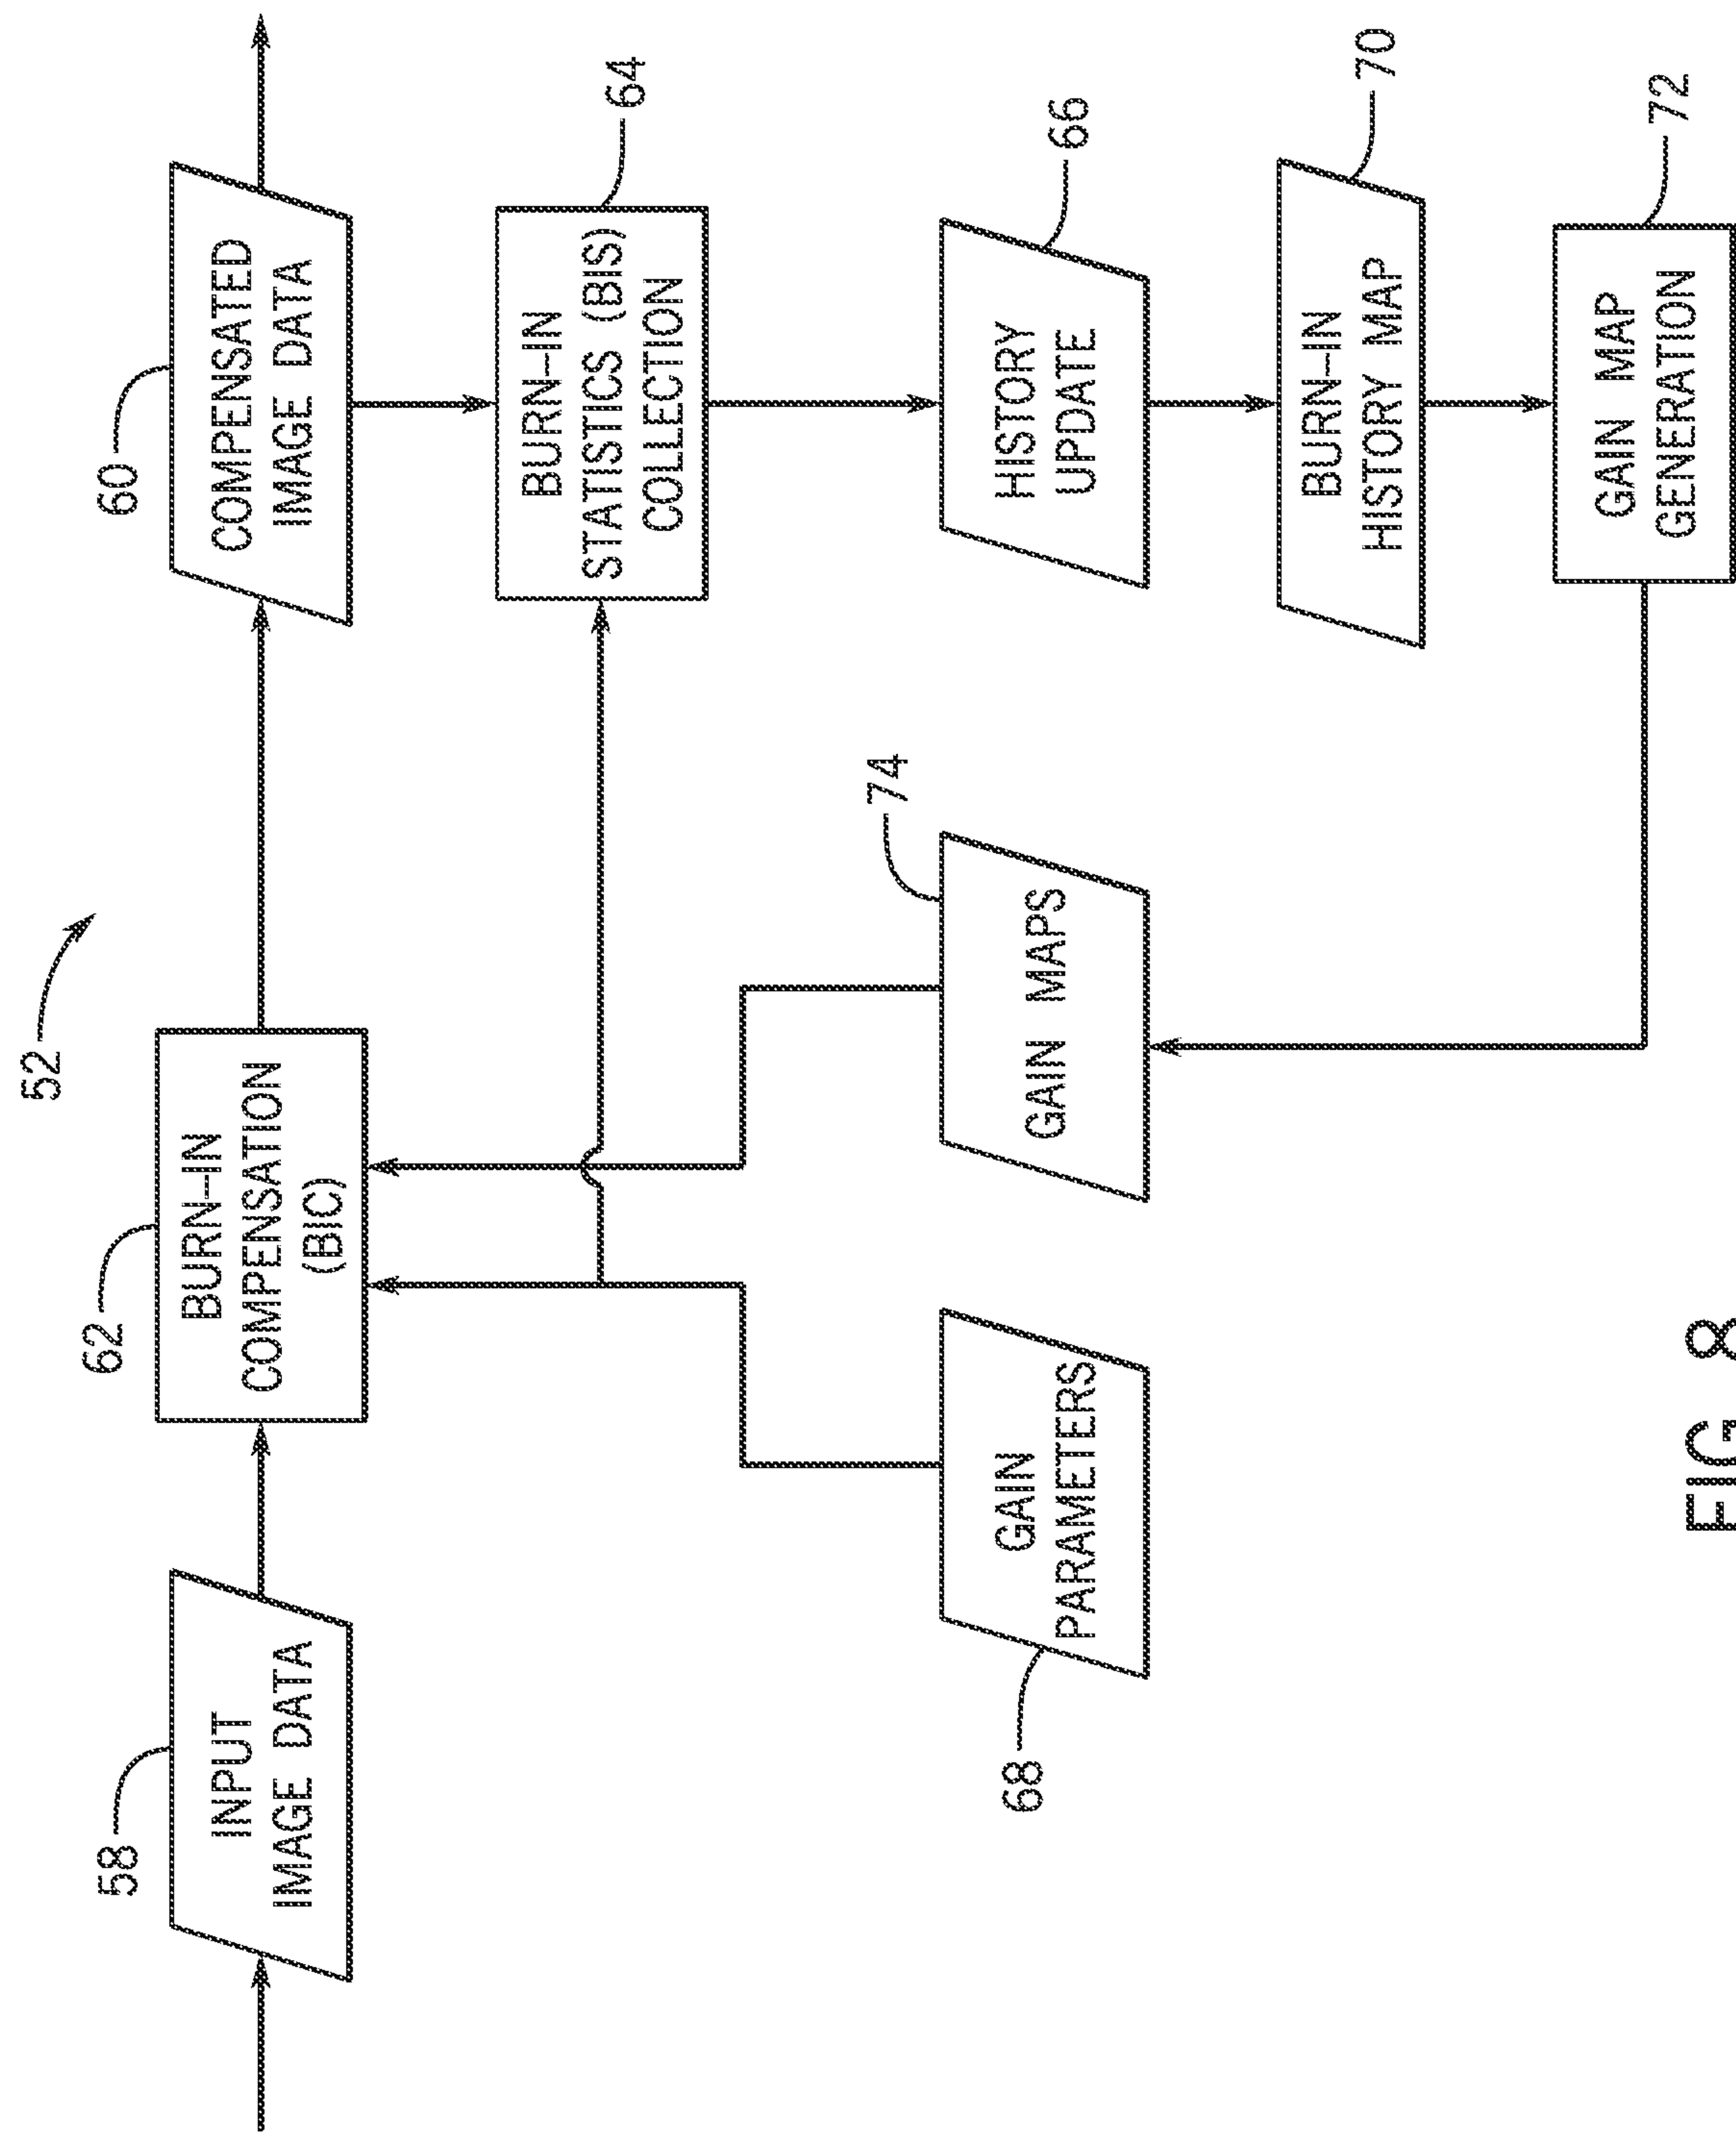 52
58
INPUT
IMAGE DATA
62
BURN-IN
COMPENSATION
(BIC)
60
COMPENSATED
IMAGE DATA
BURN-IN
STATISTICS (BIS)
COLLECTION
64
68
GAIN
PARAMETERS
74
GAIN MAPS
HISTORY
UPDATE
66
BURN-IN
HISTORY MAP
70
GAIN MAP
GENERATION
72
FIG 8